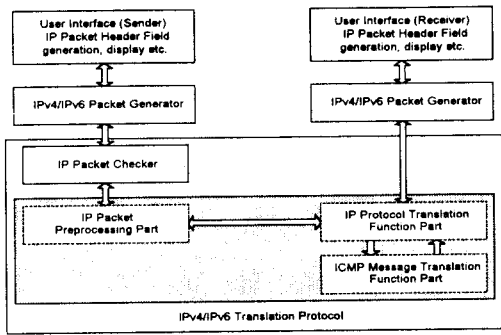 User Interface (Sender)
IP Packet Header Field
generation, display etc.
User Interface (Receiver)
IP Packet Header Field
generation, display etc.
IPv4/IPv6 Packet Generator
IPv4/IPv6 Packet Generator
IP Packet Checker
IP Packet
Preprocessing Part
IP Protocol Translation
Function Part
ICMP Message Translation
Function Part
IPv4/IPv6 Translation Protocol